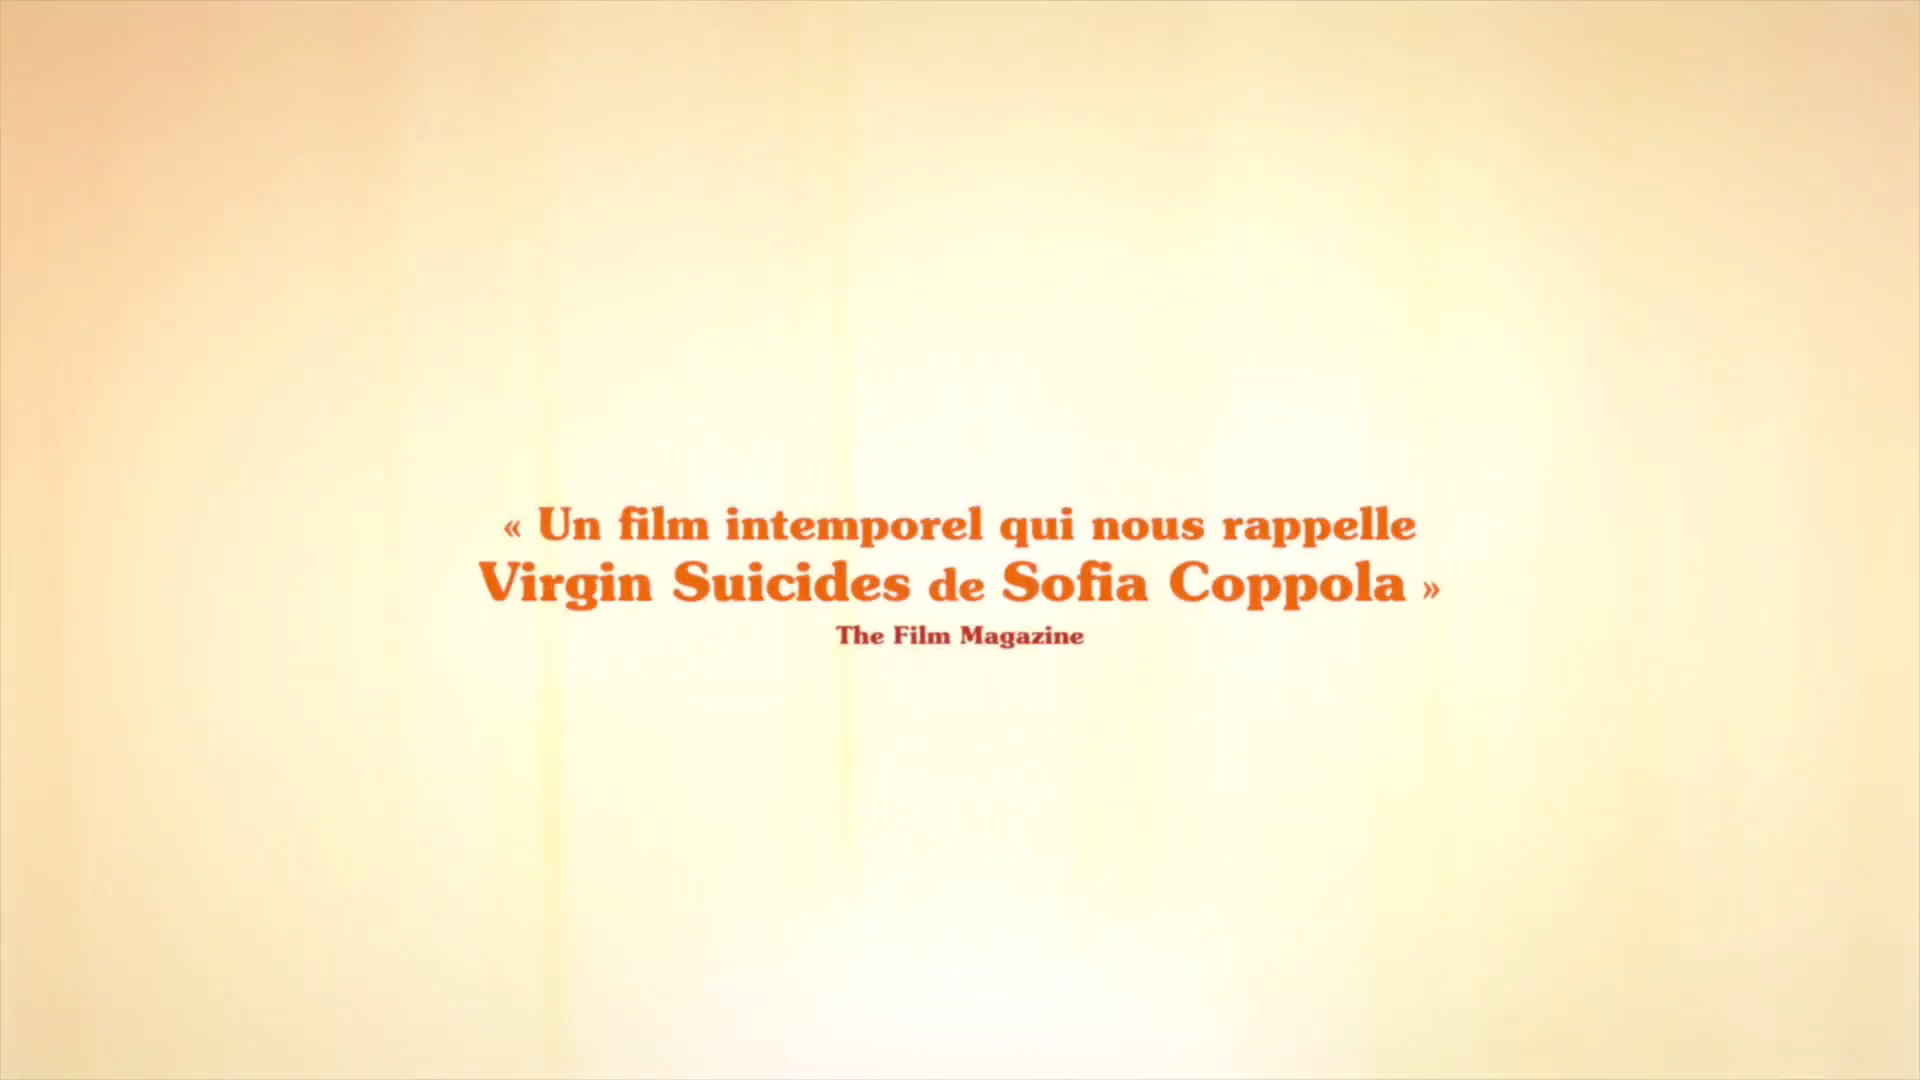 « Un film intemporel qui nous rappelle
Virgin Suicides de Sofia Coppola »
The Film Magazine